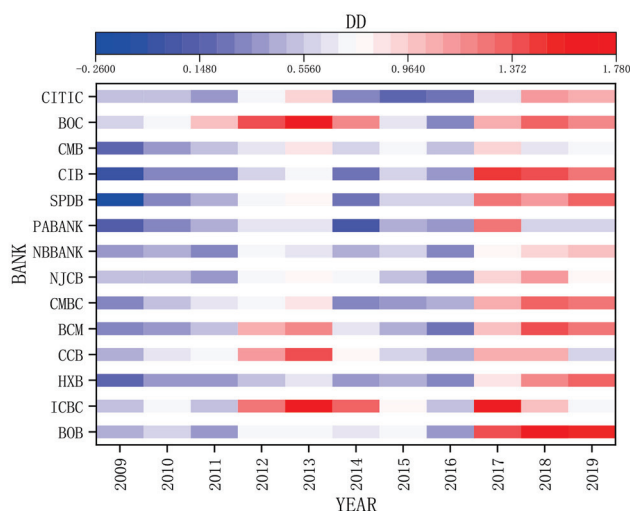 DD
-0.2600 0.1480 0.5560 0.9640 1.372 1.780
CITIC
BOC
CMB
CIB
SPDB
PABANK
NBBANK
NJCB
CMBC
BCM
CCB
HXB
ICBC
BOB
BANK
2009 2010 2011 2012 2013 2014 2015 2016 2017 2018 2019
YEAR